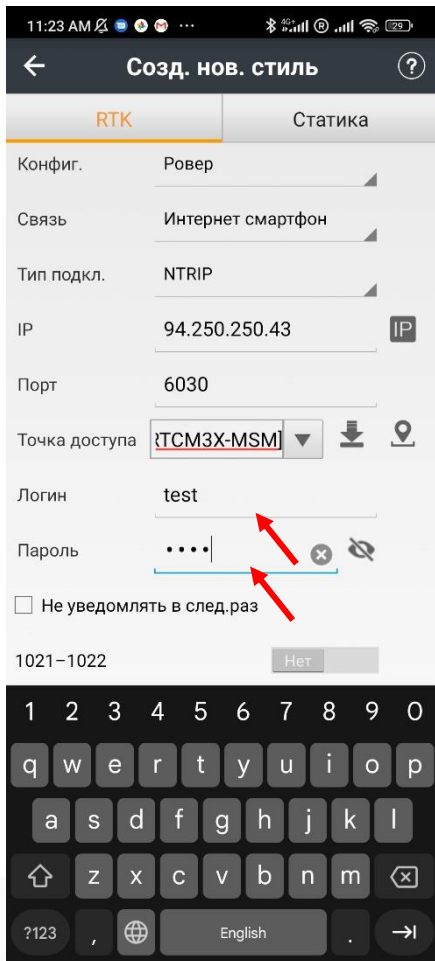 11:23 AM 4G+ R 29
Созд. нов. стиль ?
RTK Статика
Конфиг. Ровер
Связь Интернет смартфон
Тип подкл. NTRIP
IP 94.250.250.43 IP
Порт 6030
Точка доступа RTCM3X-MSM]
Логин test
Пароль ••••
Не уведомлять в след.раз
1021–1022 Нет
1 2 3 4 5 6 7 8 9 0
q w e r t y u i o p
a s d f g h j k l
z x c v b n m
?123 , English .